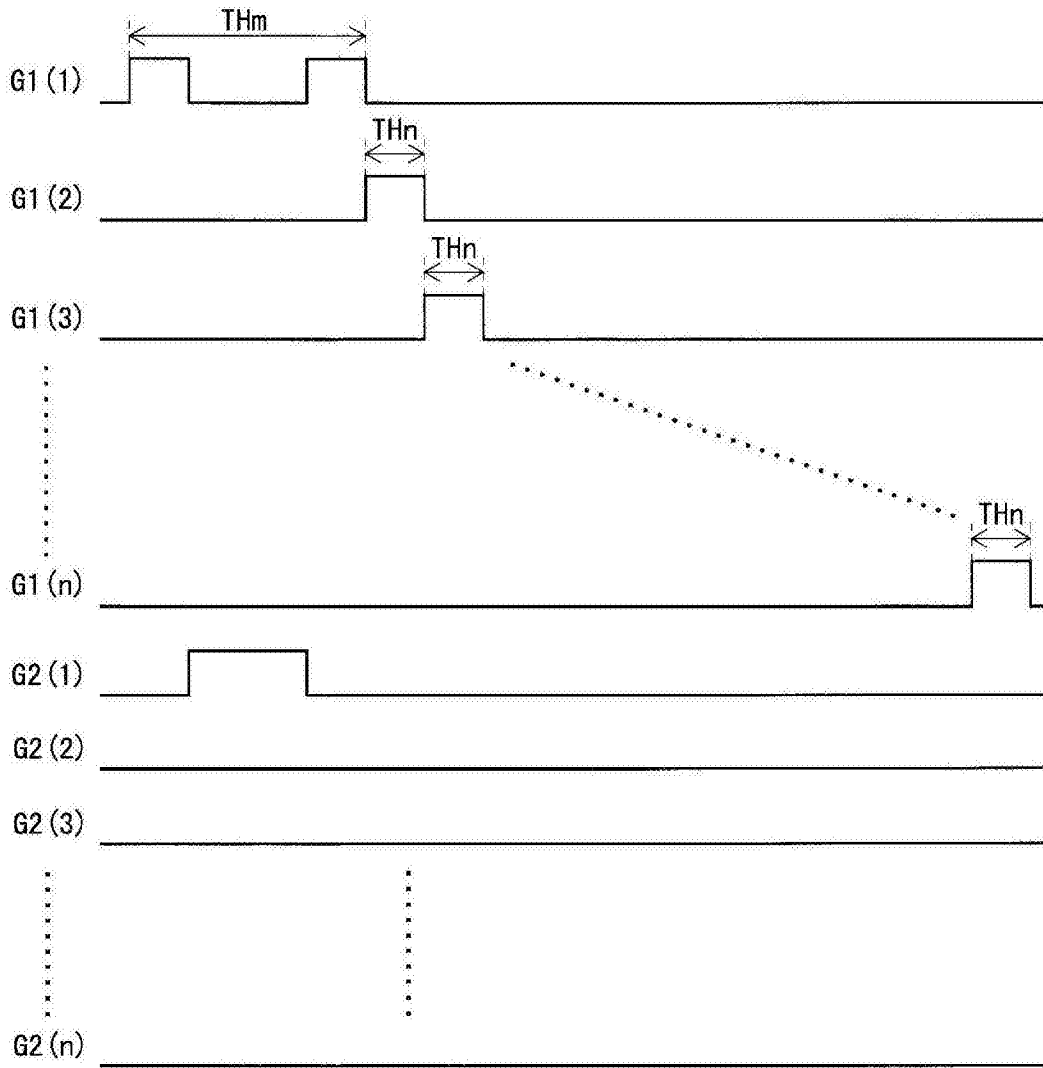 THm
G1(1)
THn
G1(2)
THn
G1(3)
THn
G1(n)
G2(1)
G2(2)
G2(3)
G2(n)